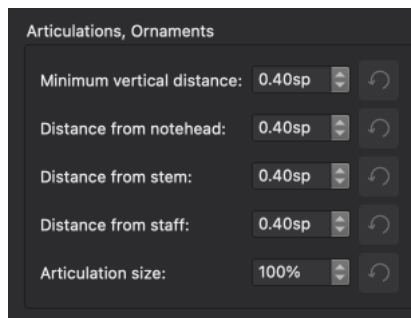 Articulations, Ornaments
Minimum vertical distance: 0.40sp
Distance from notehead: 0.40sp
Distance from stem: 0.40sp
Distance from staff: 0.40sp
Articulation size: 100%